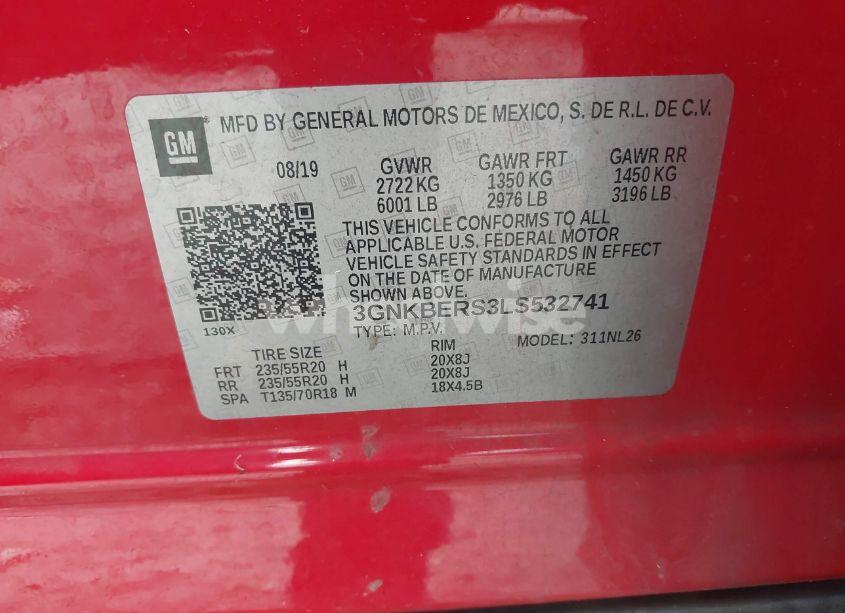 GM
MFD BY GENERAL MOTORS DE MEXICO, S. DE R.L. DE C.V.
08/19 GVWR GAWR FRT GAWR RR
2722 KG 1350 KG 1450 KG
6001 LB 2976 LB 3196 LB
THIS VEHICLE CONFORMS TO ALL
APPLICABLE U.S. FEDERAL MOTOR
VEHICLE SAFETY STANDARDS IN EFFECT
ON THE DATE OF MANUFACTURE
SHOWN ABOVE.
3GNKBERS3LS532741
130X
TYPE: M.P.V. MODEL: 311NL26
TIRE SIZE RIM
FRT 235/55R20 H 20X8J
RR 235/55R20 H 20X8J
SPA T135/70R18 M 18X4.5B